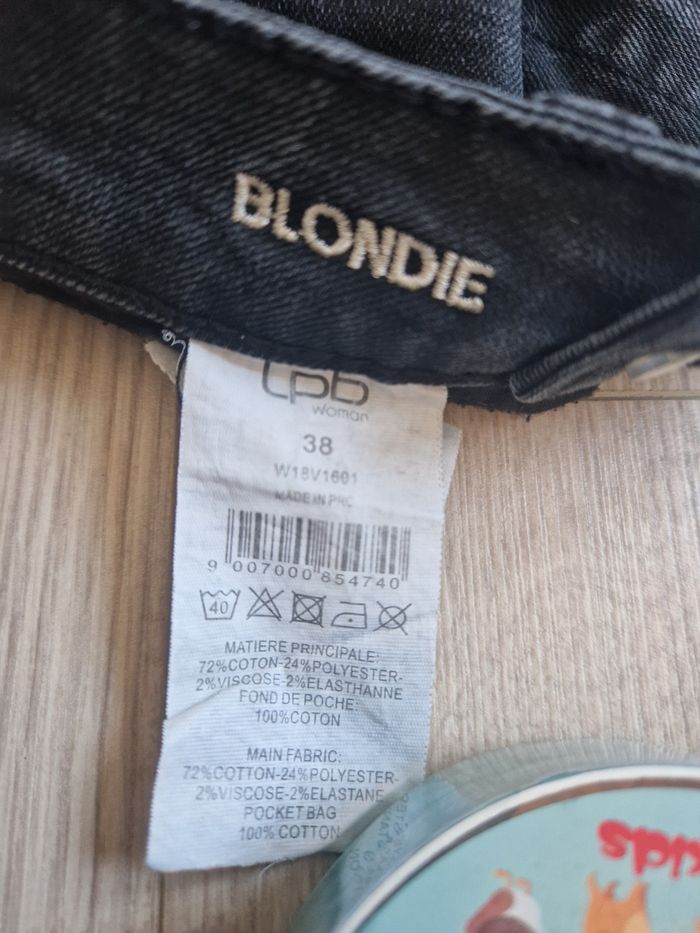 BLONDIE
Lpb
woman
38
W18V1601
MADE IN PRC
9 007000 854740
40
MATIERE PRINCIPALE:
72%COTON-24%POLYESTER-
2%VISCOSE-2%ELASTHANNE
FOND DE POCHE:
100%COTON
MAIN FABRIC:
72%COTTON-24%POLYESTER-
2%VISCOSE-2%ELASTANE
POCKET BAG
100% COTTON
kids